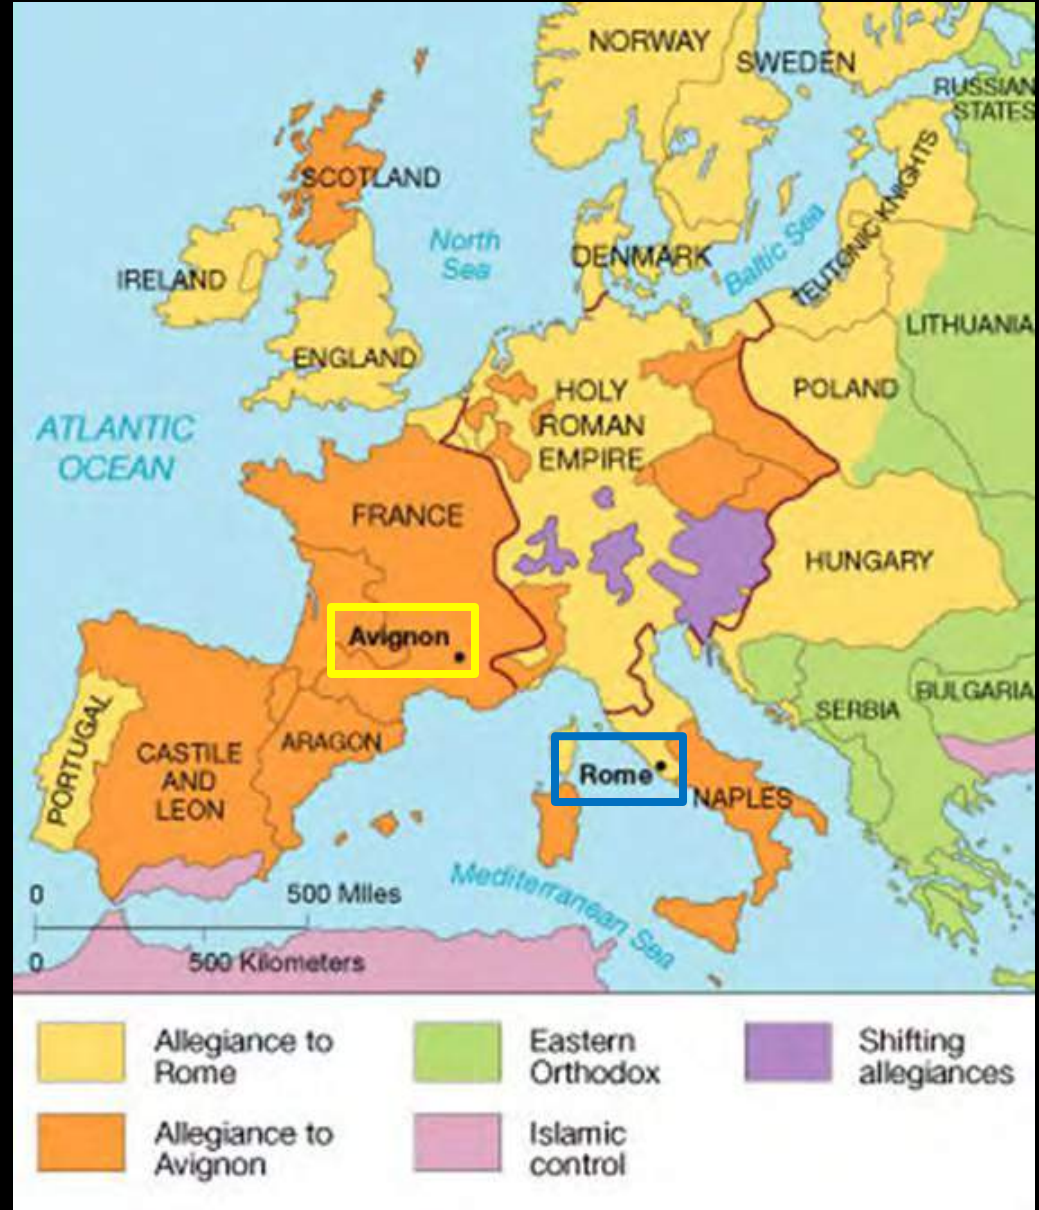 NORWAY
SWEDEN
RUSSIAN
STATES
SCOTLAND
TEUTONIC KNIGHTS
North
Sea
DENMARK
Baltic Sea
IRELAND
LITHUANIA
ENGLAND
HOLY
ROMAN
EMPIRE
POLAND
ATLANTIC
OCEAN
FRANCE
HUNGARY
Avignon
BULGARIA
SERBIA
PORTUGAL
ARAGON
CASTILE
AND
LEON
Rome
NAPLES
Mediterranean Sea
0
500 Miles
0
500 Kilometers
Allegiance to
Rome
Eastern
Orthodox
Shifting
allegiances
Allegiance to
Avignon
Islamic
control